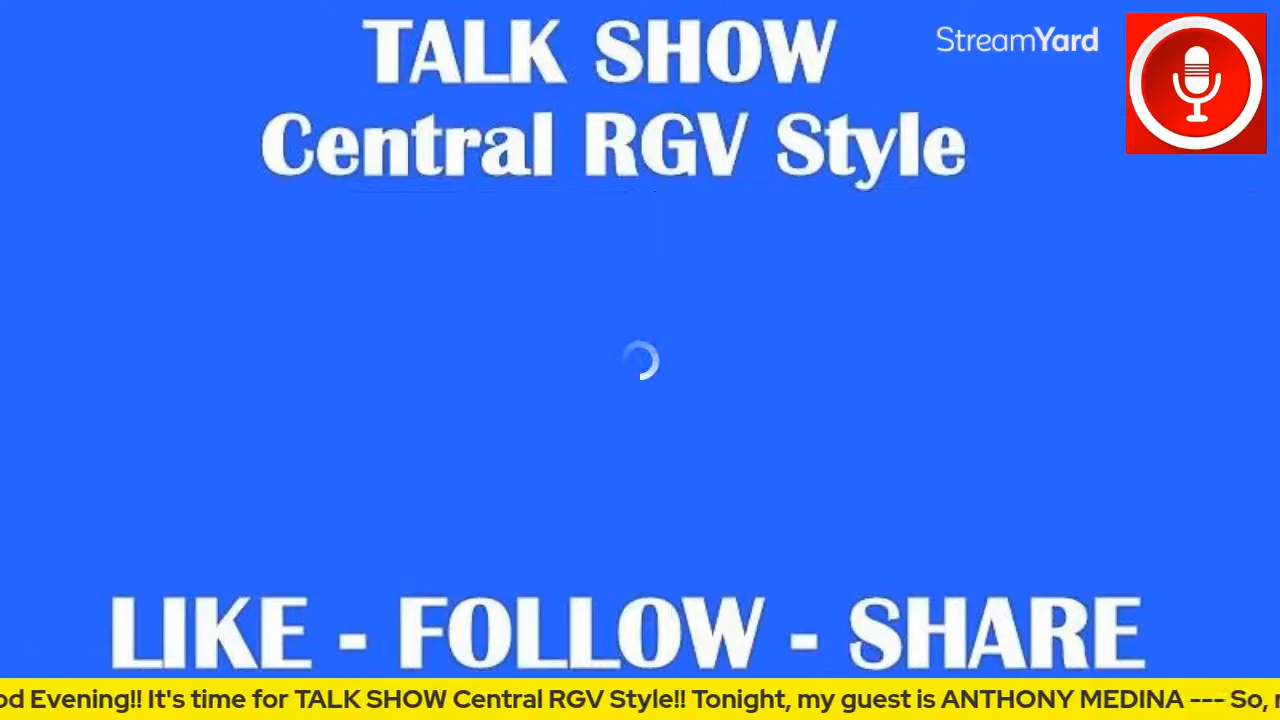 TALK SHOW
StreamYard
Central RGV Style
LIKE - FOLLOW - SHARE
od Evening!! It's time for TALK SHOW Central RGV Style!! Tonight, my guest is ANTHONY MEDINA --- So,